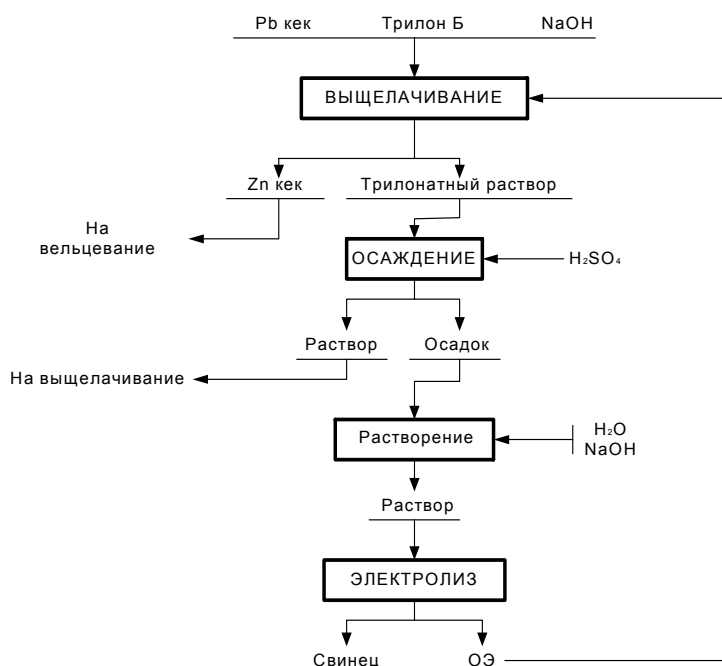 Pb кек Трилон Б NaOH
ВЫЩЕЛАЧИВАНИЕ
Zn кек Трилонатный раствор
На
вельцевание
ОСАЖДЕНИЕ
H₂SO₄
Раствор Осадок
На выщелачивание
Растворение
H₂O
NaOH
Раствор
ЭЛЕКТРОЛИЗ
Свинец ОЭ